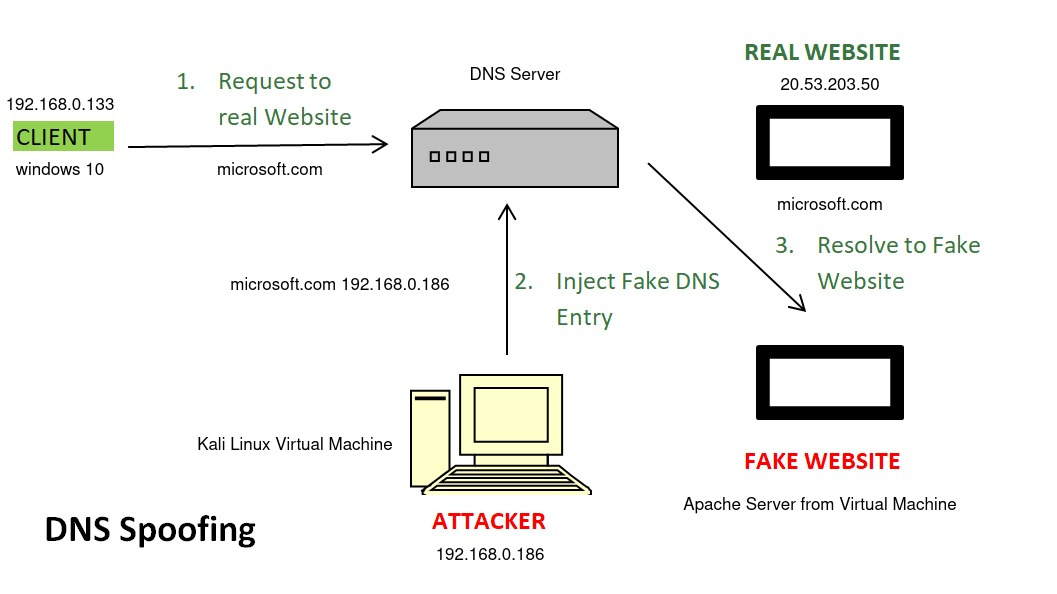 DNS Server
REAL WEBSITE
20.53.203.50
192.168.0.133
CLIENT
windows 10
1. Request to
real Website
microsoft.com
microsoft.com
3. Resolve to Fake
Website
microsoft.com 192.168.0.186
2. Inject Fake DNS
Entry
Kali Linux Virtual Machine
FAKE WEBSITE
Apache Server from Virtual Machine
ATTACKER
192.168.0.186
DNS Spoofing